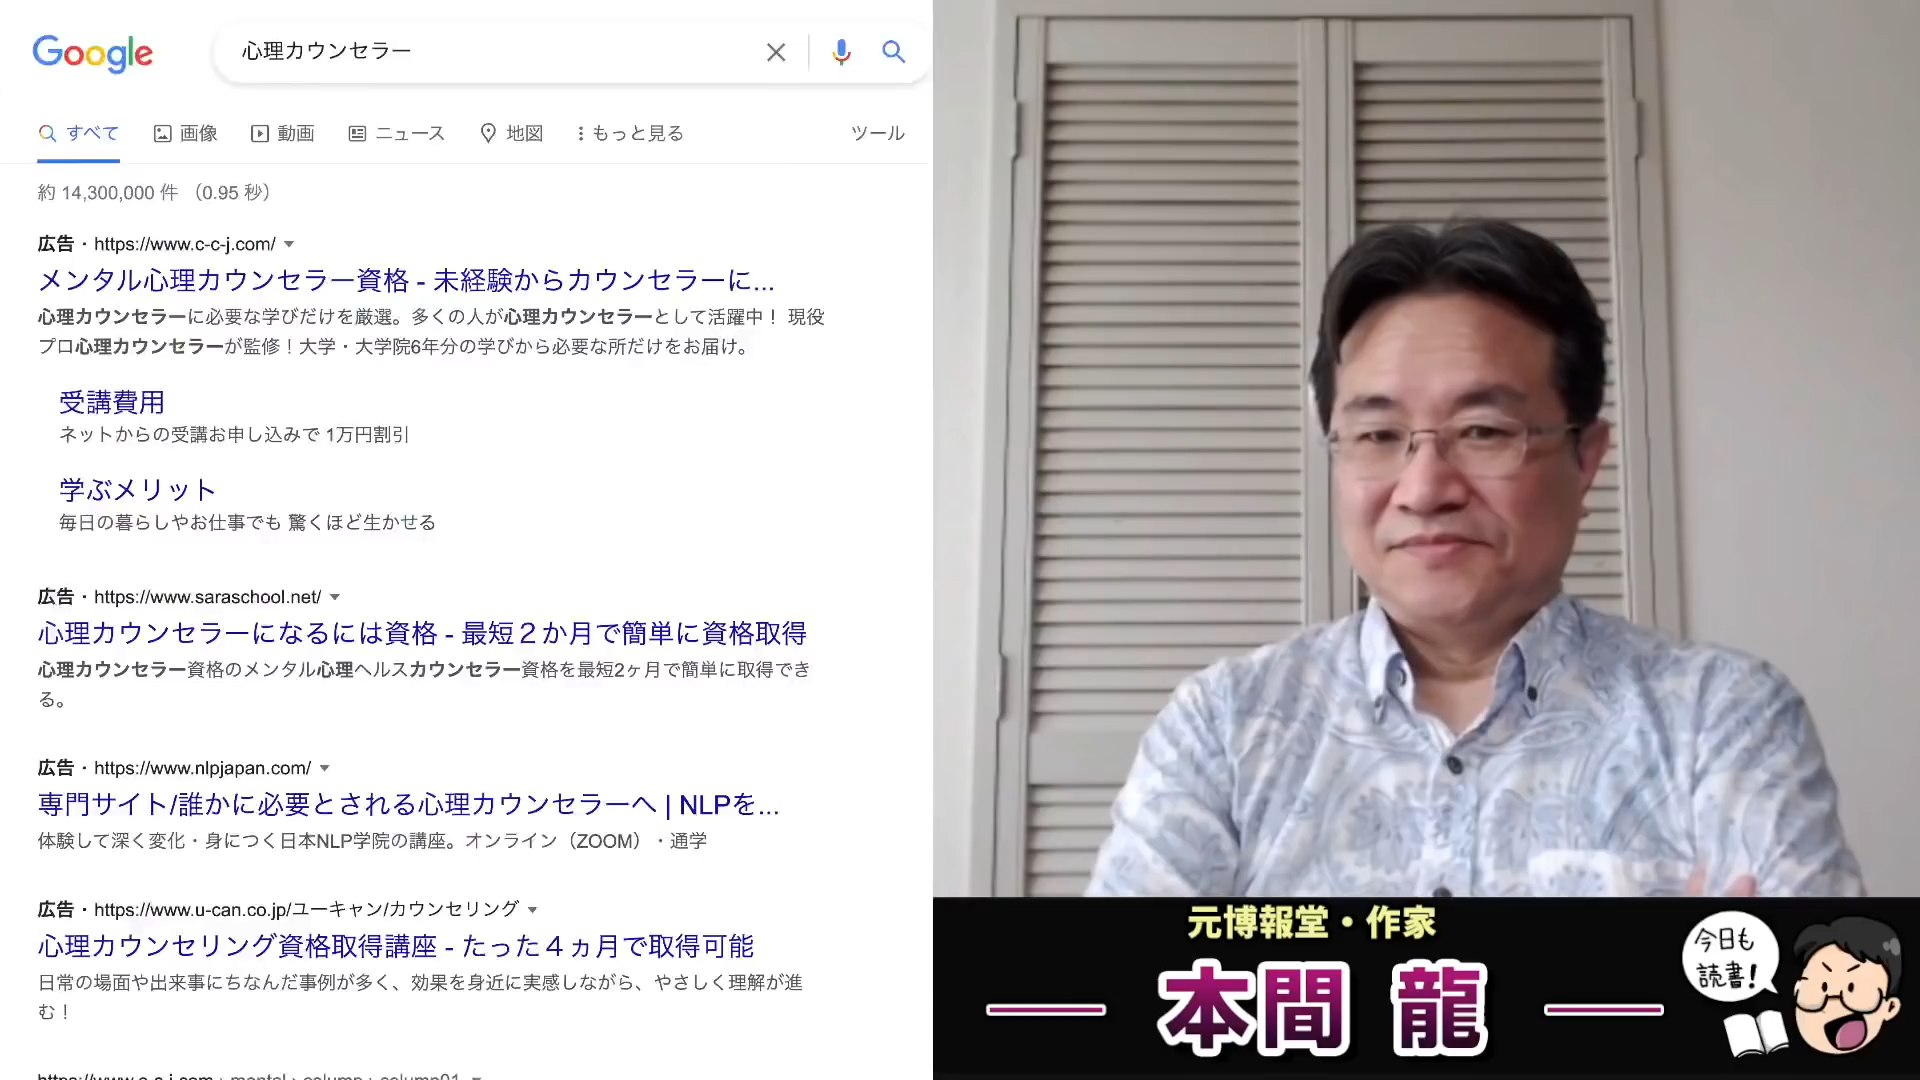 Google
心理カウンセラー
すべて
画像
動画
ニュース
地図
もっと見る
ツール
約 14,300,000 件 （0.95 秒）
広告・https://www.c-c-j.com/
メンタル心理カウンセラー資格 - 未経験からカウンセラーに...
心理カウンセラーに必要な学びだけを厳選。多くの人が心理カウンセラーとして活躍中！ 現役
プロ心理カウンセラーが監修！大学・大学院6年分の学びから必要な所だけをお届け。
受講費用
ネットからの受講お申し込みで 1万円割引
学ぶメリット
毎日の暮らしやお仕事でも 驚くほど生かせる
広告・https://www.saraschool.net/
心理カウンセラーになるには資格 - 最短２か月で簡単に資格取得
心理カウンセラー資格のメンタル心理ヘルスカウンセラー資格を最短2ヶ月で簡単に取得でき
る。
広告・https://www.nlpjapan.com/
専門サイト/誰かに必要とされる心理カウンセラーへ | NLPを...
体験して深く変化・身につく日本NLP学院の講座。オンライン（ZOOM）・通学
広告・https://www.u-can.co.jp/ユーキャン/カウンセリング
心理カウンセリング資格取得講座 - たった４ヵ月で取得可能
日常の場面や出来事にちなんだ事例が多く、効果を身近に実感しながら、やさしく理解が進
む！
元博報堂・作家
本間 龍
今日も
読書！